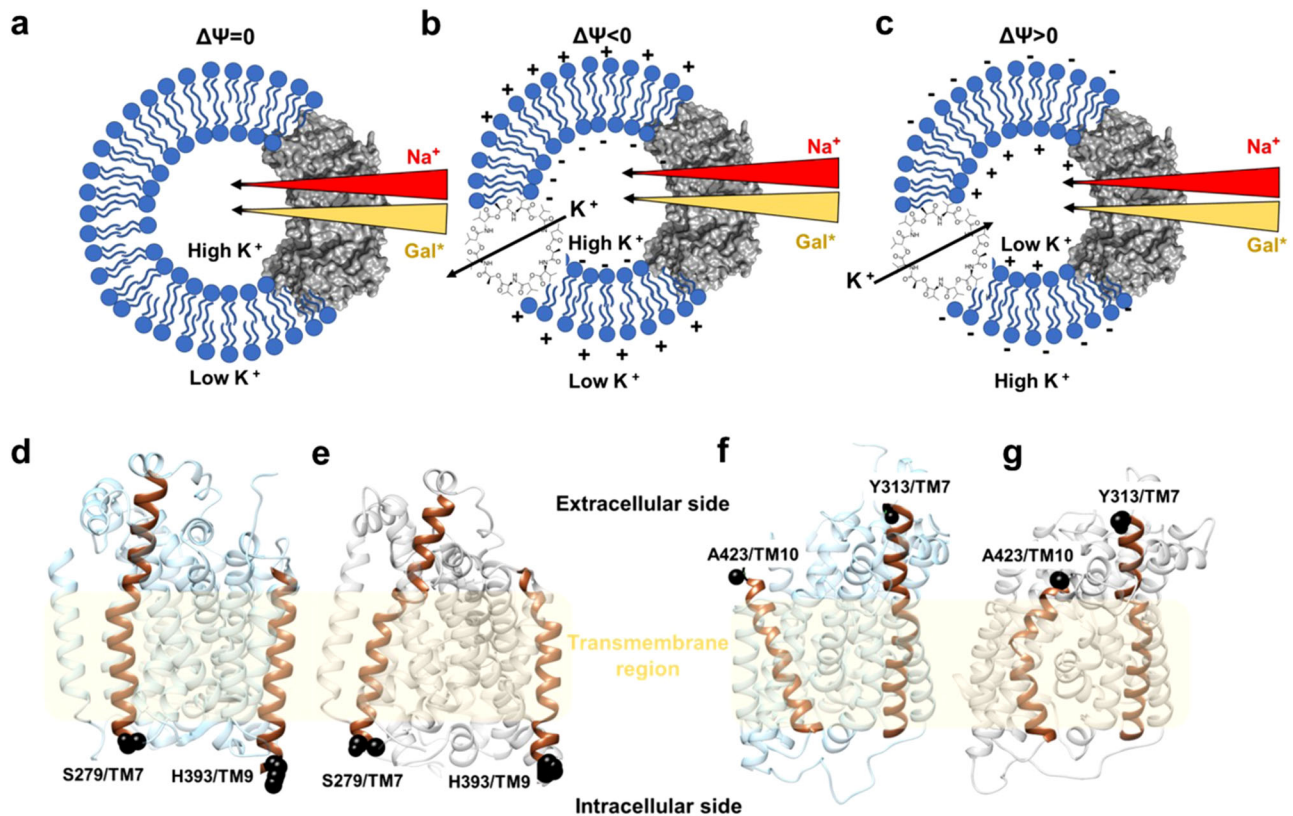 a
ΔΨ=0
Na+
Gal*
High K +
Low K +
b
ΔΨ<0
Na+
Gal*
K+
High K+
Low K +
c
ΔΨ>0
Na+
Gal*
Low K+
K+
High K+
d
S279/TM7
H393/TM9
e
S279/TM7
H393/TM9
Extracellular side
Transmembrane
region
Intracellular side
f
Y313/TM7
A423/TM10
g
Y313/TM7
A423/TM10